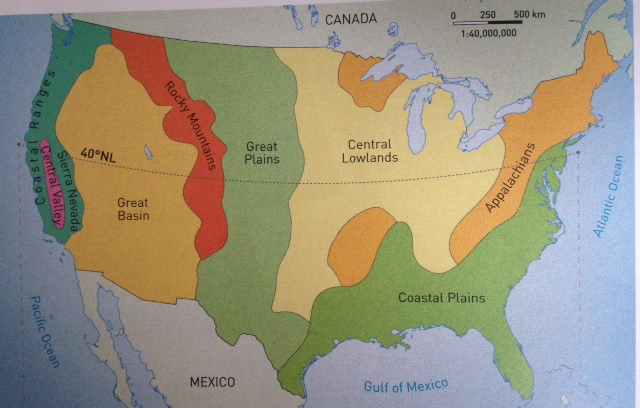 CANADA
0 250 500 km
1:40,000,000
Coastal Ranges
Rocky Mountains
Great
Plains
Central
Lowlands
40°NL
Sierra Nevada
Central Valley
Great
Basin
Appalachians
Atlantic Ocean
Coastal Plains
Pacific Ocean
MEXICO
Gulf of Mexico